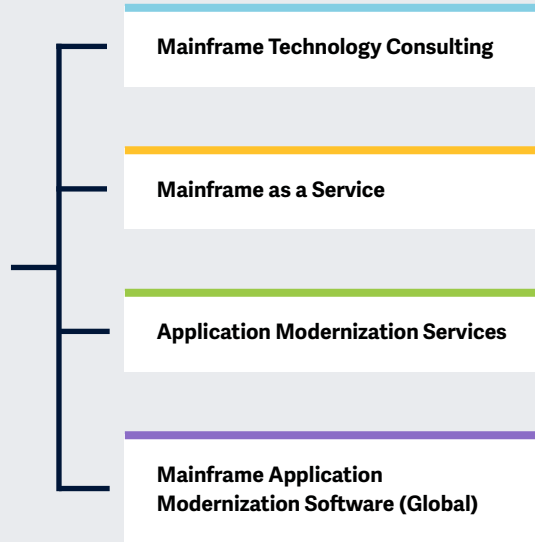 Mainframe Technology Consulting
Mainframe as a Service
Application Modernization Services
Mainframe Application
Modernization Software (Global)